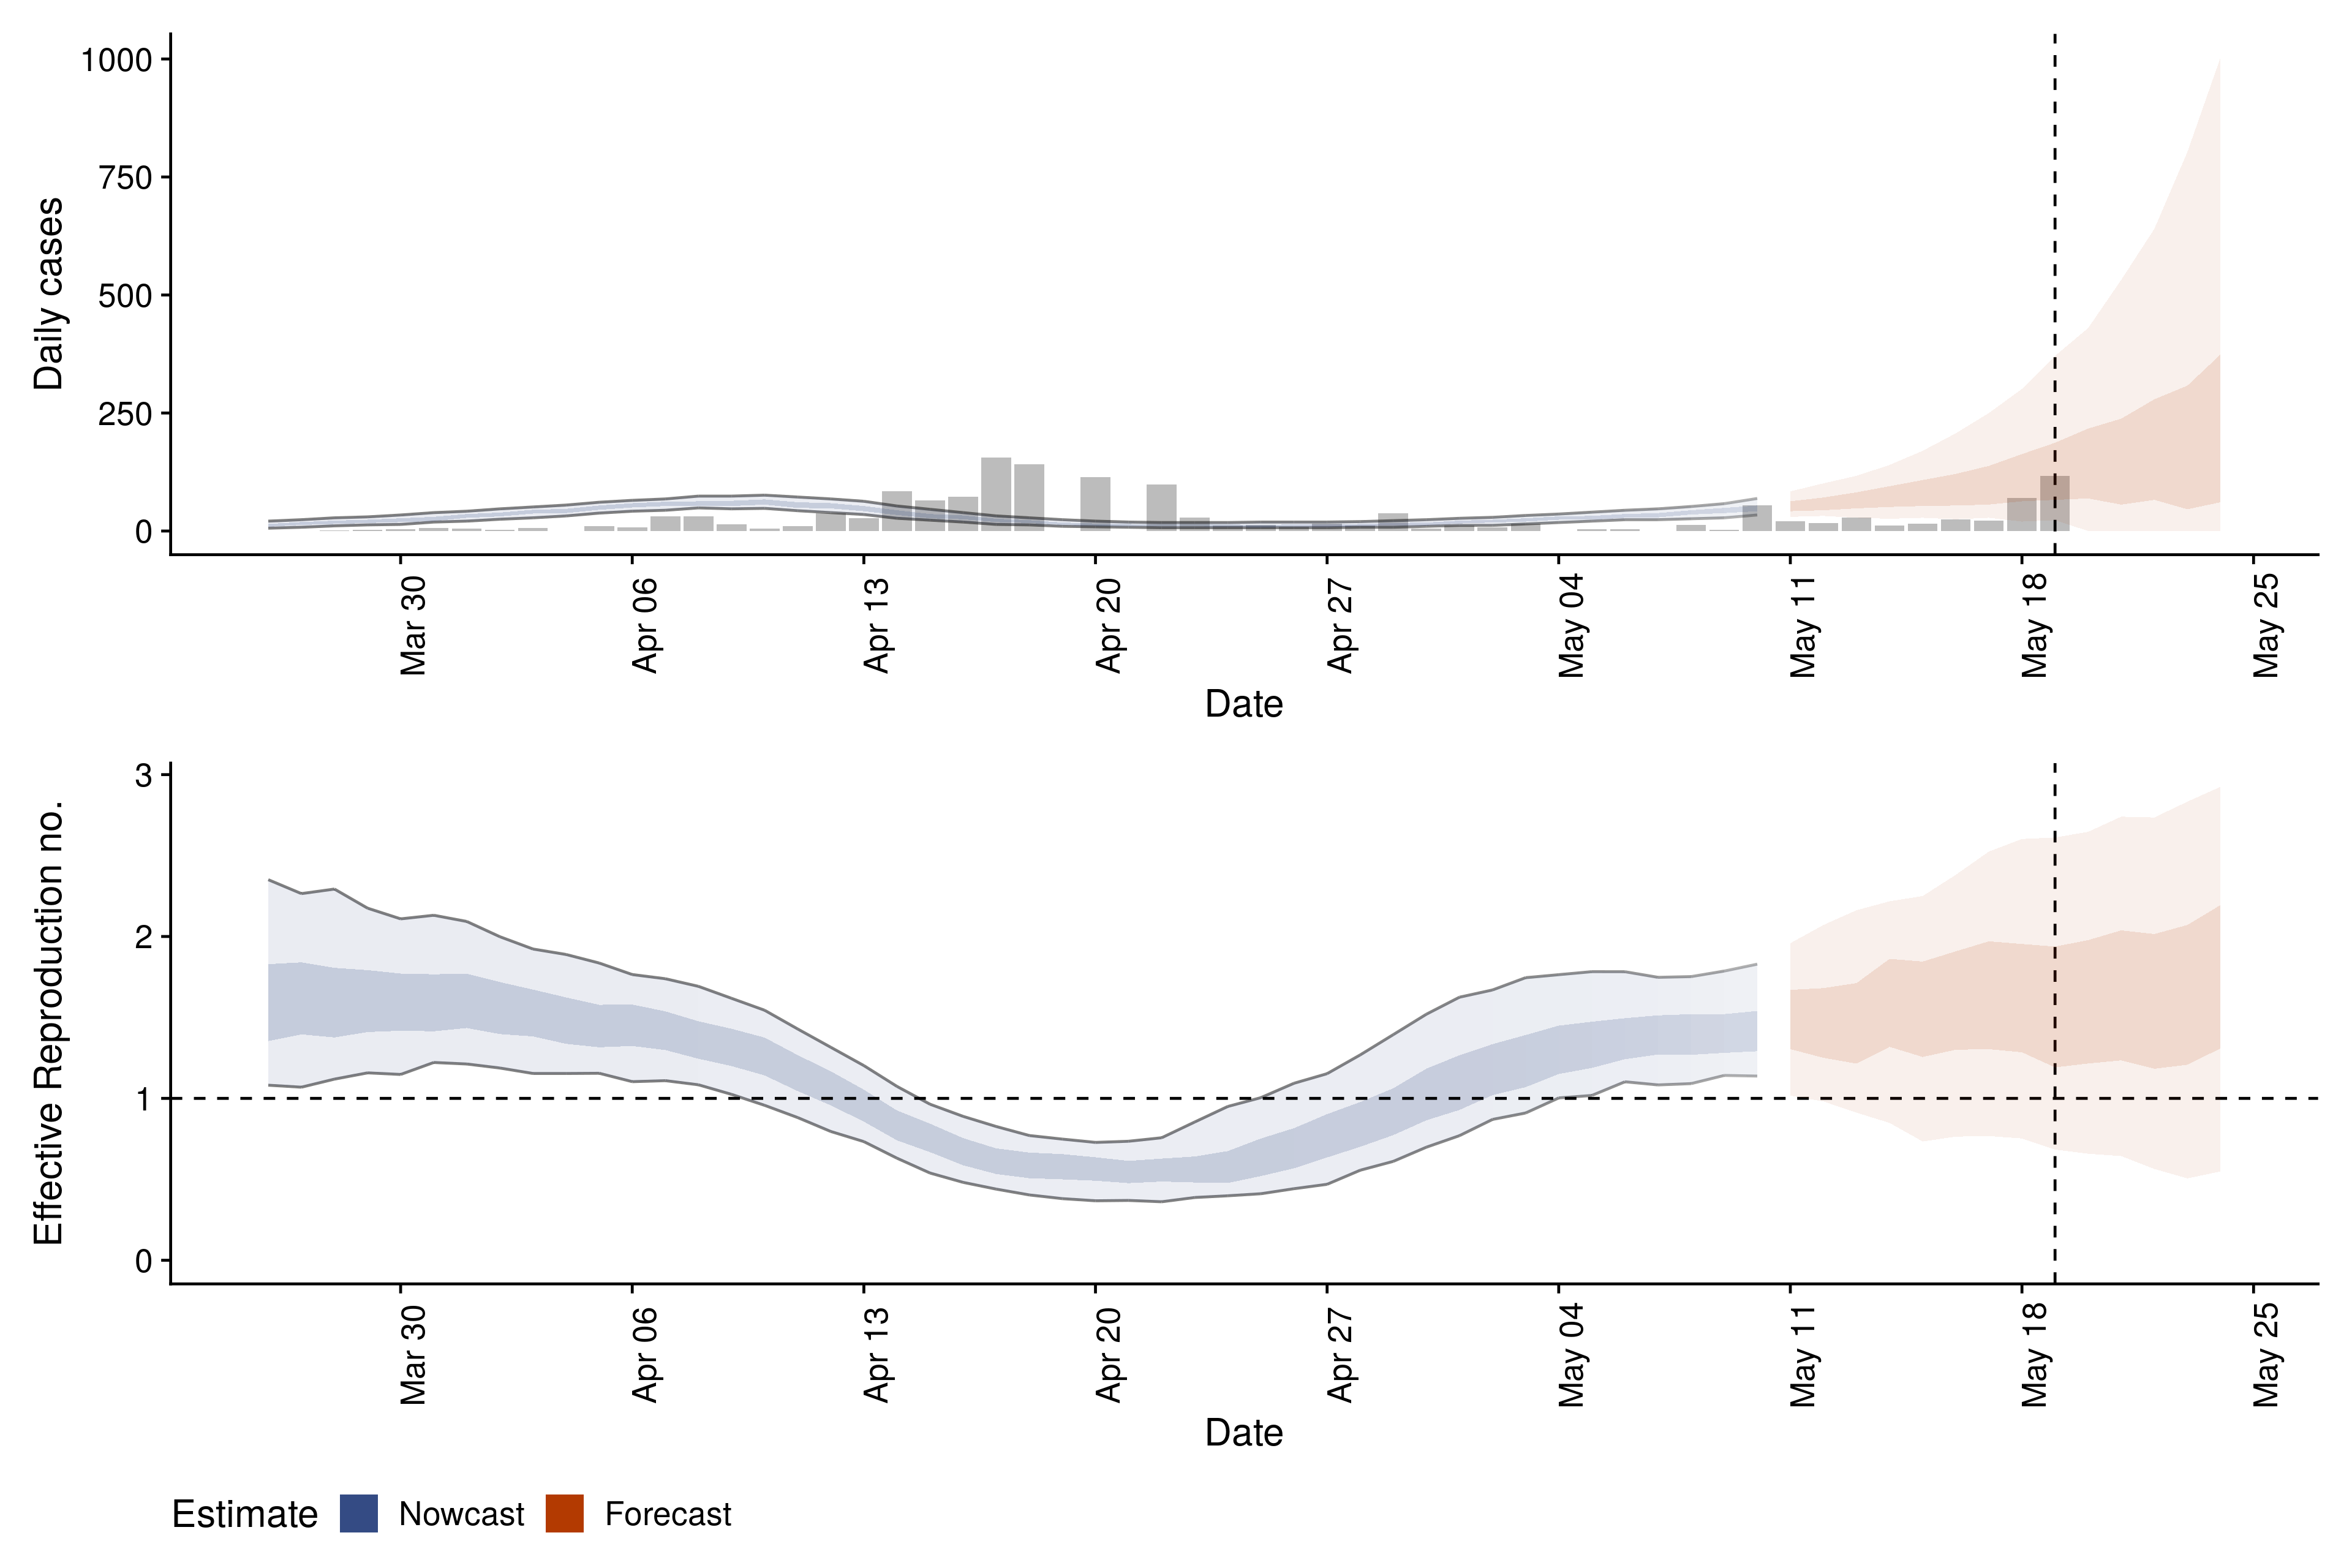 1000
750
500
250
0
Daily cases
Mar 30 Apr 06 Apr 13 Apr 20 Apr 27 May 04 May 11 May 18 May 25
Date
3
2
1
0
Effective Reproduction no.
Mar 30 Apr 06 Apr 13 Apr 20 Apr 27 May 04 May 11 May 18 May 25
Date
Estimate Nowcast Forecast